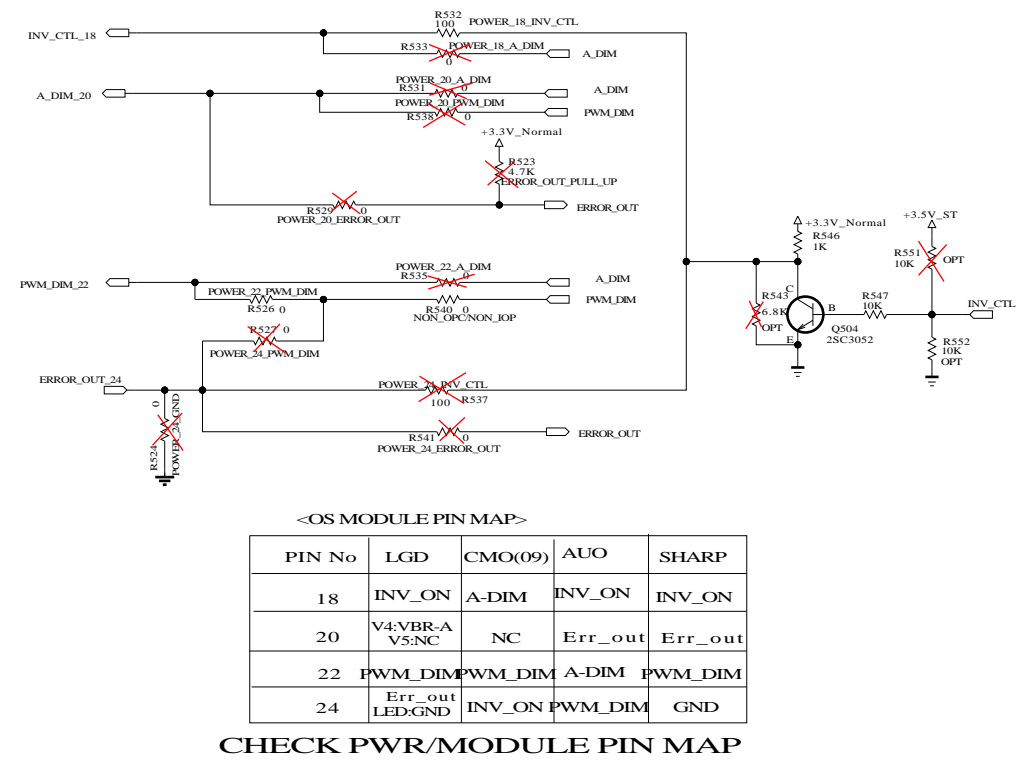 R532
100
POWER_18_INV_CTL
INV_CTL_18
R533
POWER_18_A_DIM
0
A_DIM
POWER_20_A_DIM
R531
0
A_DIM
A_DIM_20
POWER_20_PWM_DIM
R538
0
PWM_DIM
+3.3V_Normal
R523
4.7K
ERROR_OUT_PULL_UP
R529
0
POWER_20_ERROR_OUT
ERROR_OUT
+3.3V_Normal
R546
1K
+3.5V_ST
R551
10K
OPT
POWER_22_A_DIM
R535
0
A_DIM
PWM_DIM_22
POWER_22_PWM_DIM
R526
0
R540
0
NON_OPC/NON_IOP
PWM_DIM
R527
0
POWER_24_PWM_DIM
R543
6.8K
OPT
C
B
E
Q504
2SC3052
R547
10K
INV_CTL
R552
10K
OPT
ERROR_OUT_24
POWER_24_INV_CTL
100
R537
0
R524
POWER_24_GND
R541
0
POWER_24_ERROR_OUT
ERROR_OUT
<OS MODULE PIN MAP>
PIN No LGD CMO(09) AUO SHARP
18 INV_ON A-DIM INV_ON INV_ON
20 V4:VBR-A V5:NC NC Err_out Err_out
22 PWM_DIM PWM_DIM A-DIM PWM_DIM
24 Err_out LED:GND INV_ON PWM_DIM GND
CHECK PWR/MODULE PIN MAP